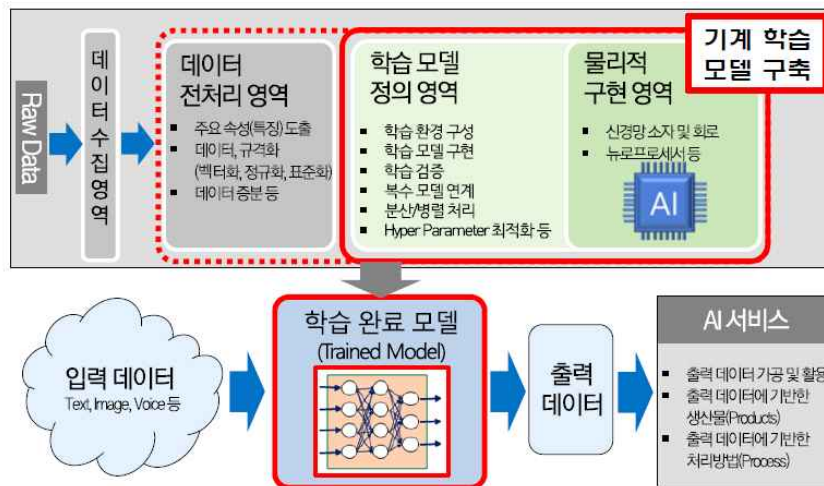 기계 학습
모델 구축
Raw Data
데이터수집영역
데이터
전처리 영역
▪ 주요 속성(특징) 도출
▪ 데이터, 규격화
(벡터화, 정규화, 표준화)
▪ 데이터 증분 등
학습 모델
정의 영역
▪ 학습 환경 구성
▪ 학습 모델 구현
▪ 학습 검증
▪ 복수 모델 연계
▪ 분산/병렬 처리
▪ Hyper Parameter 최적화 등
물리적
구현 영역
▪ 신경망 소자 및 회로
▪ 뉴로프로세서 등
AI
입력 데이터
Text, Image, Voice 등
학습 완료 모델
(Trained Model)
출력
데이터
AI 서비스
▪ 출력 데이터 가공 및 활용
▪ 출력 데이터에 기반한
생산물(Products)
▪ 출력 데이터에 기반한
처리방법(Process)